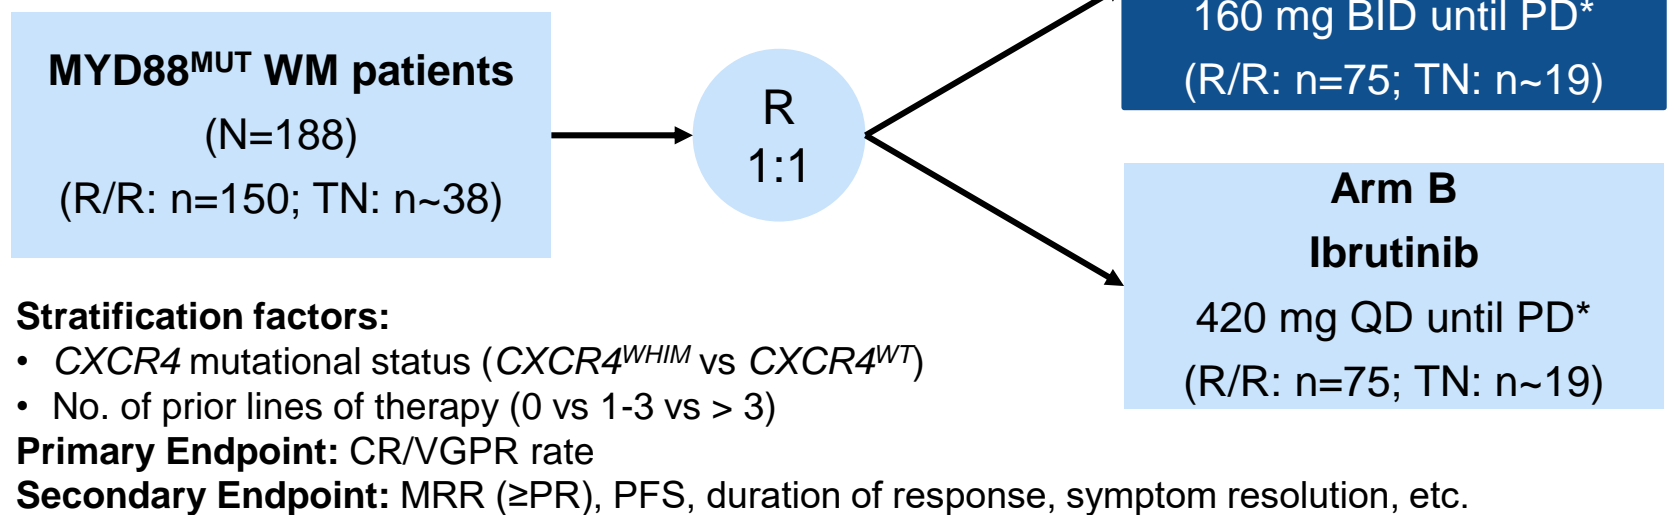 MYD88MUT WM patients
(N=188)
(R/R: n=150; TN: n~38)
R
1:1
160 mg BID until PD*
(R/R: n=75; TN: n~19)
Arm B
Ibrutinib
420 mg QD until PD*
(R/R: n=75; TN: n~19)
Stratification factors:
• CXCR4 mutational status (CXCR4WHIM vs CXCR4WT)
• No. of prior lines of therapy (0 vs 1-3 vs > 3)
Primary Endpoint: CR/VGPR rate
Secondary Endpoint: MRR (≥PR), PFS, duration of response, symptom resolution, etc.